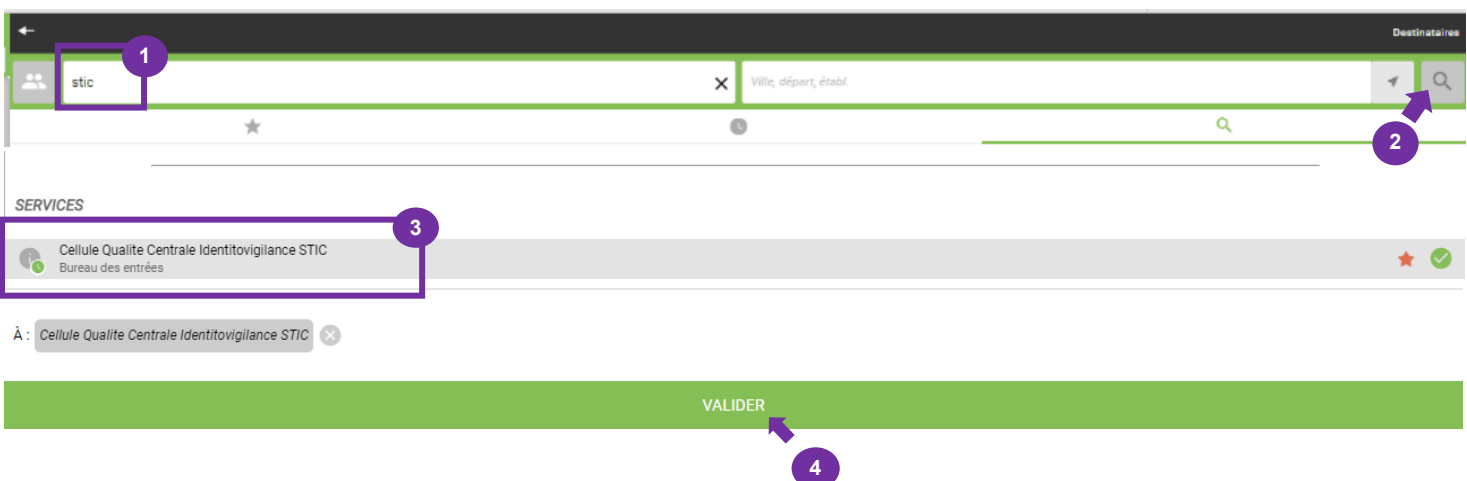 Destinataires
1
stic
Ville, départ, établ.
2
SERVICES
3
Cellule Qualite Centrale Identitovigilance STIC
Bureau des entrées
À : Cellule Qualite Centrale Identitovigilance STIC
VALIDER
4